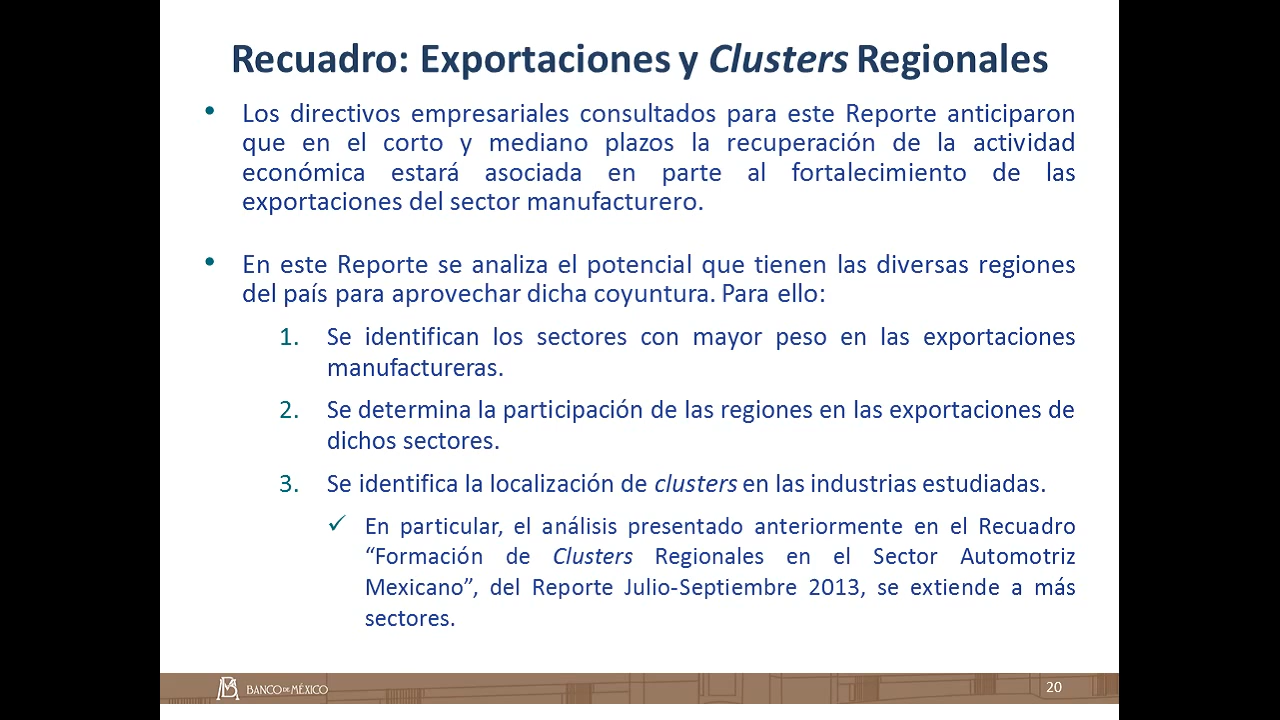 Recuadro: Exportaciones y Clusters Regionales
• Los directivos empresariales consultados para este Reporte anticiparon
que en el corto y mediano plazos la recuperación de la actividad
económica estará asociada en parte al fortalecimiento de las
exportaciones del sector manufacturero.
• En este Reporte se analiza el potencial que tienen las diversas regiones
del país para aprovechar dicha coyuntura. Para ello:
1. Se identifican los sectores con mayor peso en las exportaciones
manufactureras.
2. Se determina la participación de las regiones en las exportaciones de
dichos sectores.
3. Se identifica la localización de clusters en las industrias estudiadas.
✓ En particular, el análisis presentado anteriormente en el Recuadro
“Formación de Clusters Regionales en el Sector Automotriz
Mexicano”, del Reporte Julio-Septiembre 2013, se extiende a más
sectores.
BANCO DE MÉXICO
20